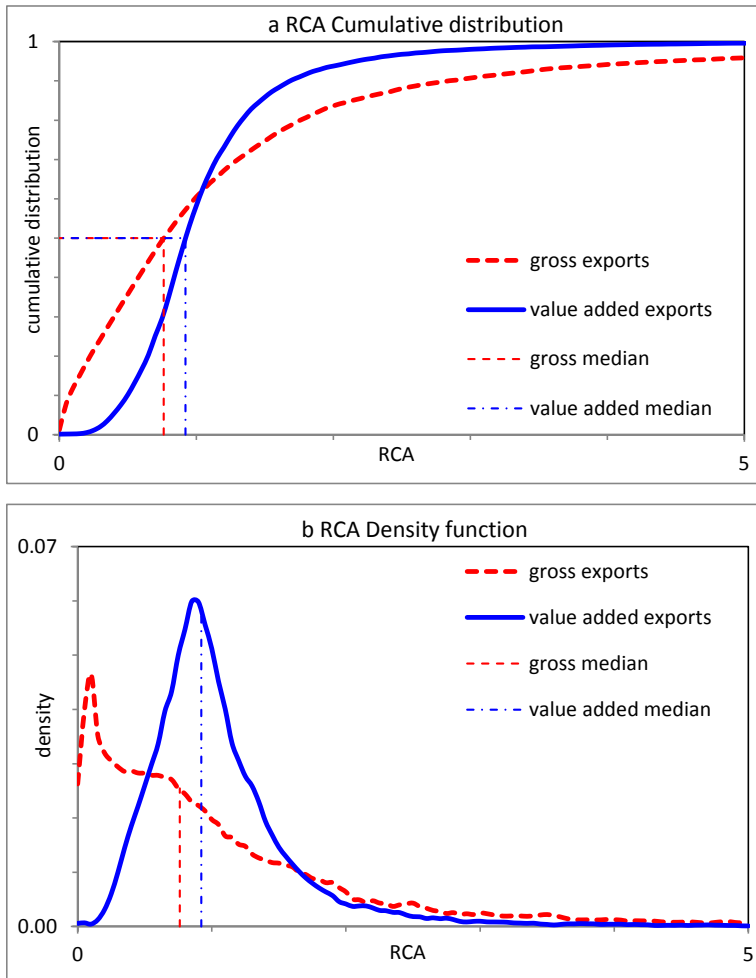 a RCA Cumulative distribution
1
cumulative distribution
gross exports
value added exports
gross median
value added median
0
0
RCA
5
b RCA Density function
0.07
gross exports
value added exports
gross median
value added median
density
0.00
0
RCA
5